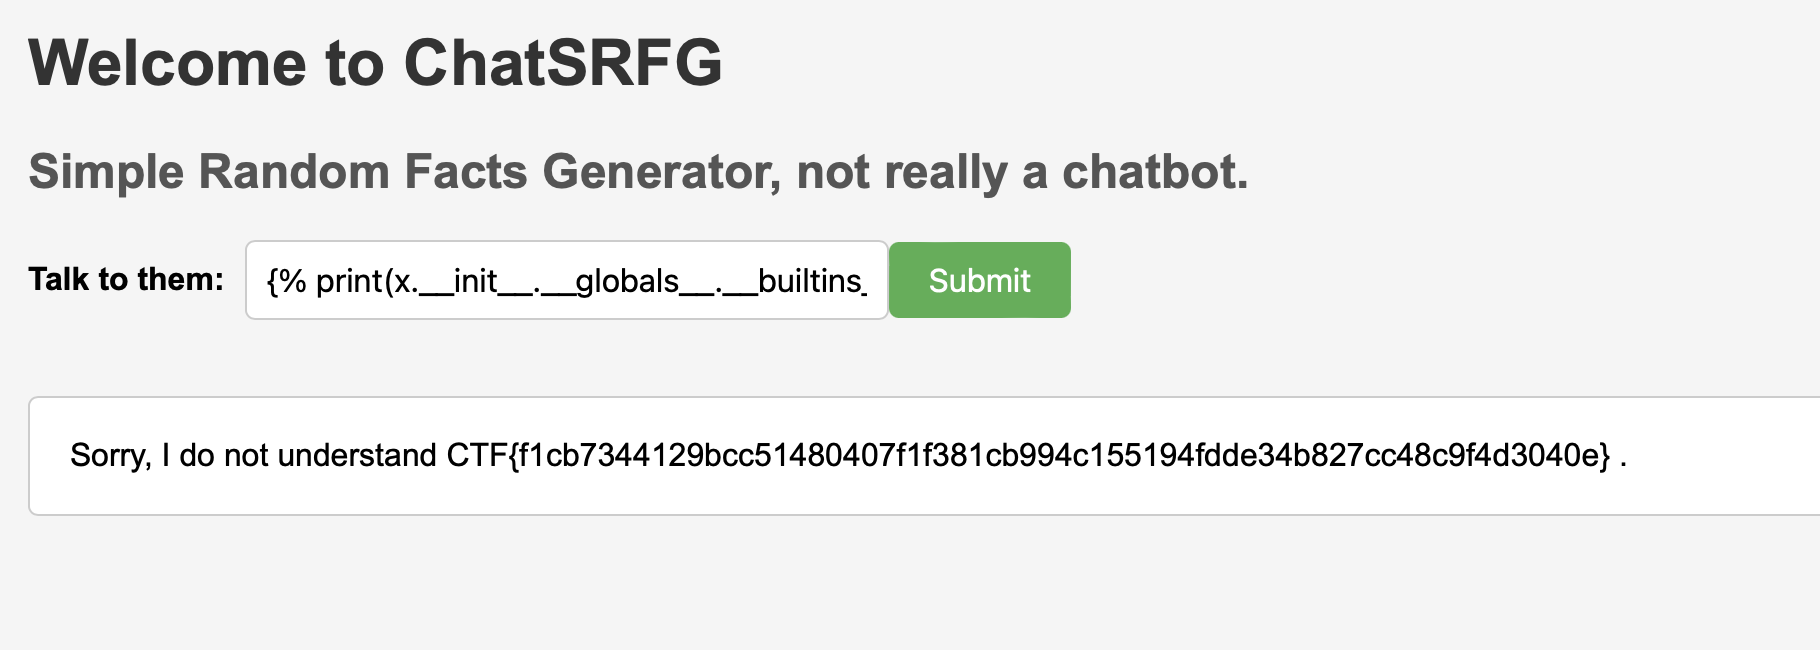 Welcome to ChatSRFG
Simple Random Facts Generator, not really a chatbot.
Talk to them: {% print(x.__init__.__globals__.__builtins_ Submit
Sorry, I do not understand CTF{f1cb7344129bcc51480407f1f381cb994c155194fdde34b827cc48c9f4d3040e} .